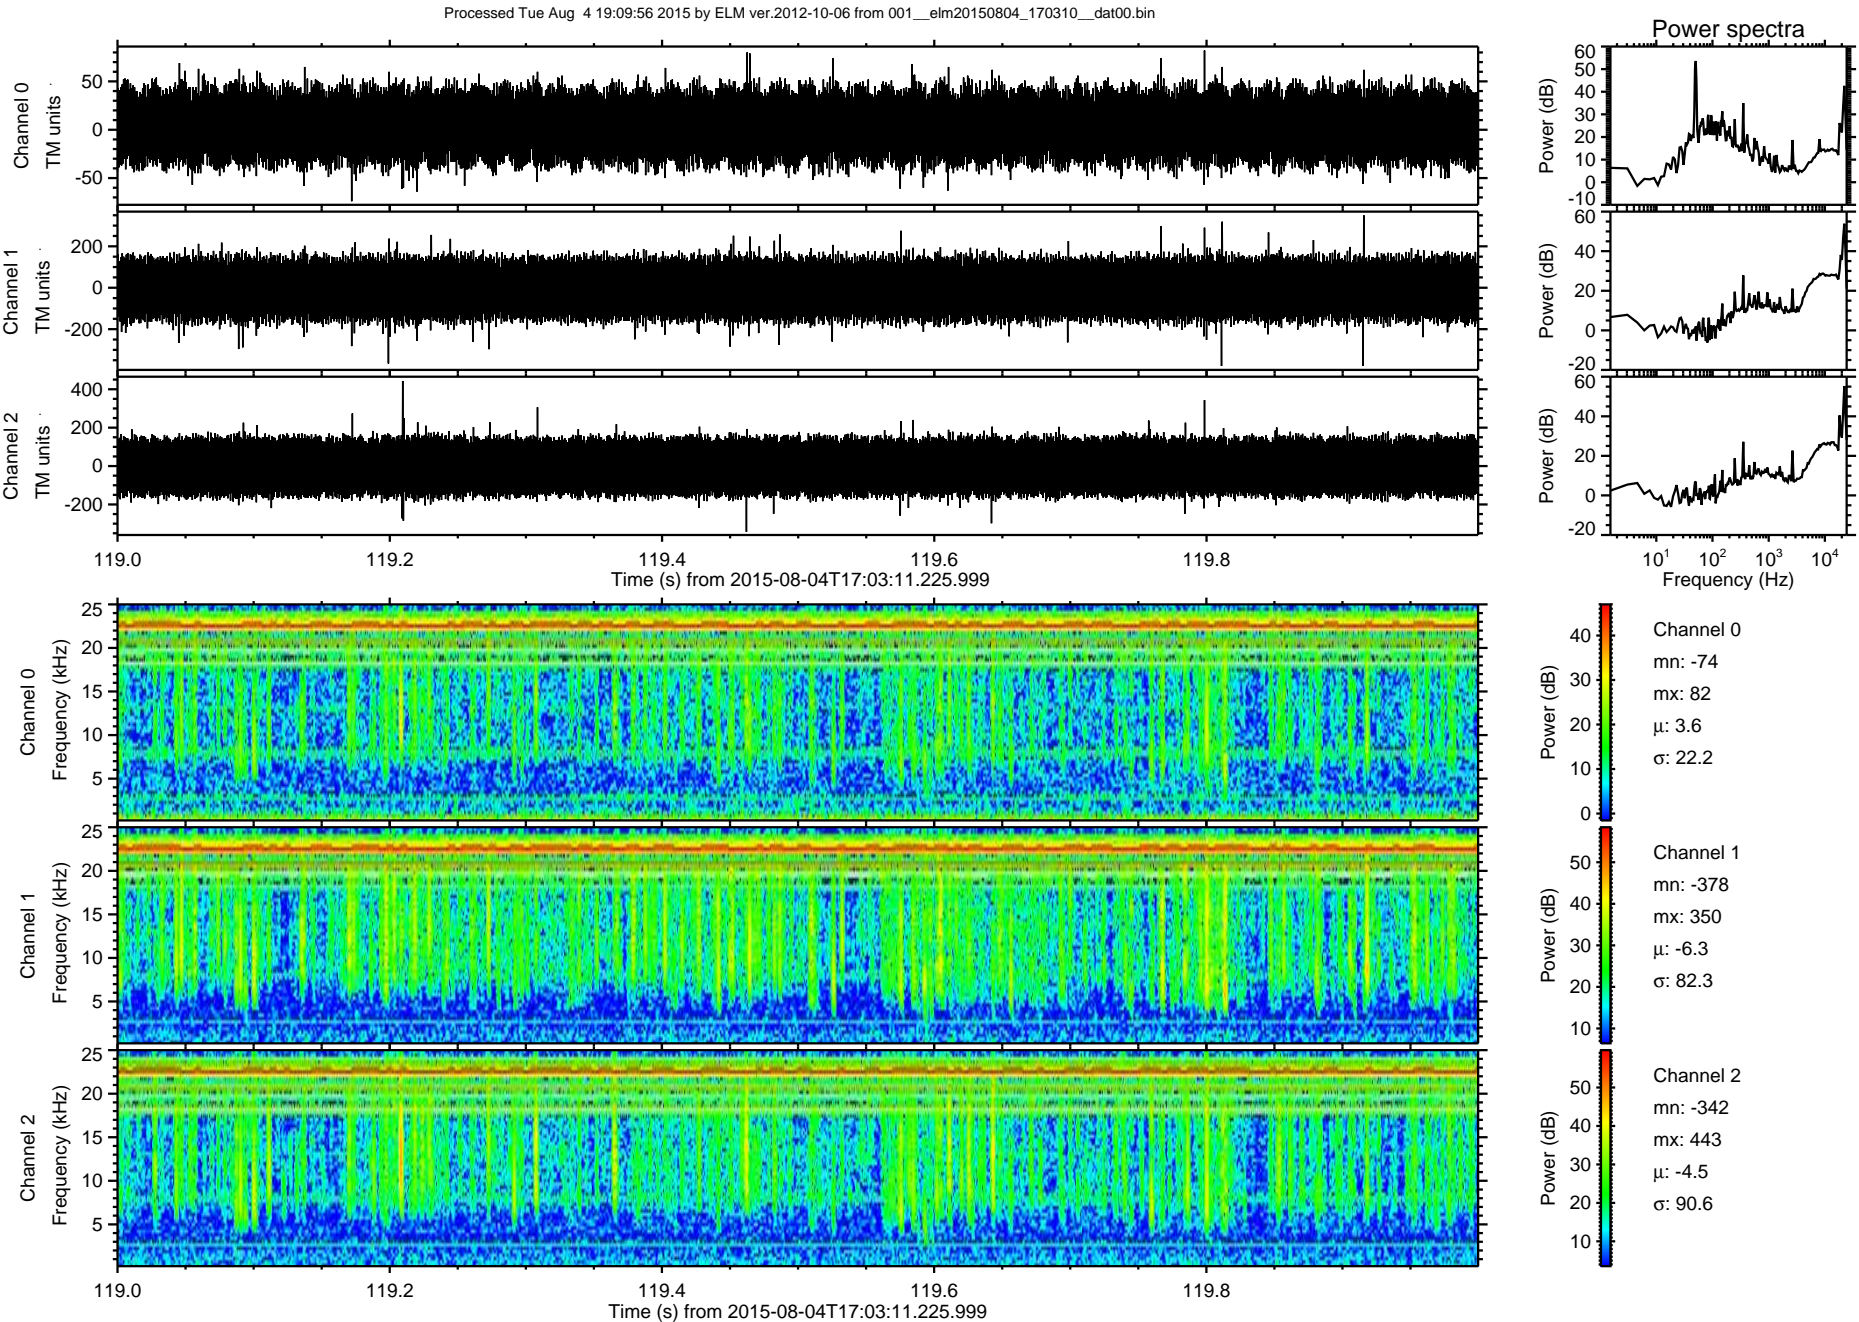 Processed Tue Aug  4 19:09:56 2015 by ELM ver.2012-10-06 from 001__elm20150804_170310__dat00.bin
Power spectra
Channel 0
TM units
50
0
-50
Power (dB)
60
50
40
30
20
10
0
-10
Channel 1
TM units
200
0
-200
Power (dB)
60
40
20
0
-20
Channel 2
TM units
400
200
0
-200
Power (dB)
60
40
20
0
-20
119.0 119.2 119.4 119.6 119.8
Time (s) from 2015-08-04T17:03:11.225.999
10^1 10^2 10^3 10^4
Frequency (Hz)
Channel 0
Frequency (kHz)
25
20
15
10
5
Power (dB)
40
30
20
10
0
Channel 0
mn: -74
mx: 82
μ: 3.6
σ: 22.2
Channel 1
Frequency (kHz)
25
20
15
10
5
Power (dB)
50
40
30
20
10
Channel 1
mn: -378
mx: 350
μ: -6.3
σ: 82.3
Channel 2
Frequency (kHz)
25
20
15
10
5
Power (dB)
50
40
30
20
10
Channel 2
mn: -342
mx: 443
μ: -4.5
σ: 90.6
119.0 119.2 119.4 119.6 119.8
Time (s) from 2015-08-04T17:03:11.225.999